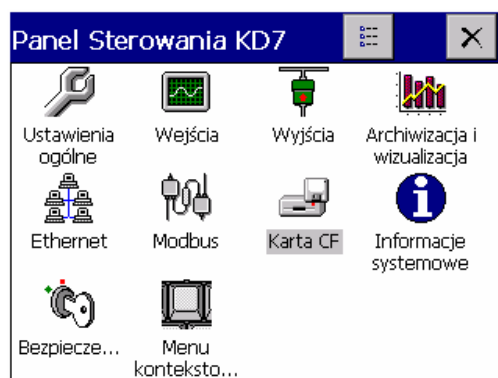 Panel Sterowania KD7
Ustawienia
ogólne
Wejścia
Wyjścia
Archiwizacja i
wizualizacja
Ethernet
Modbus
Karta CF
Informacje
systemowe
Bezpiecze...
Menu
konteksto...